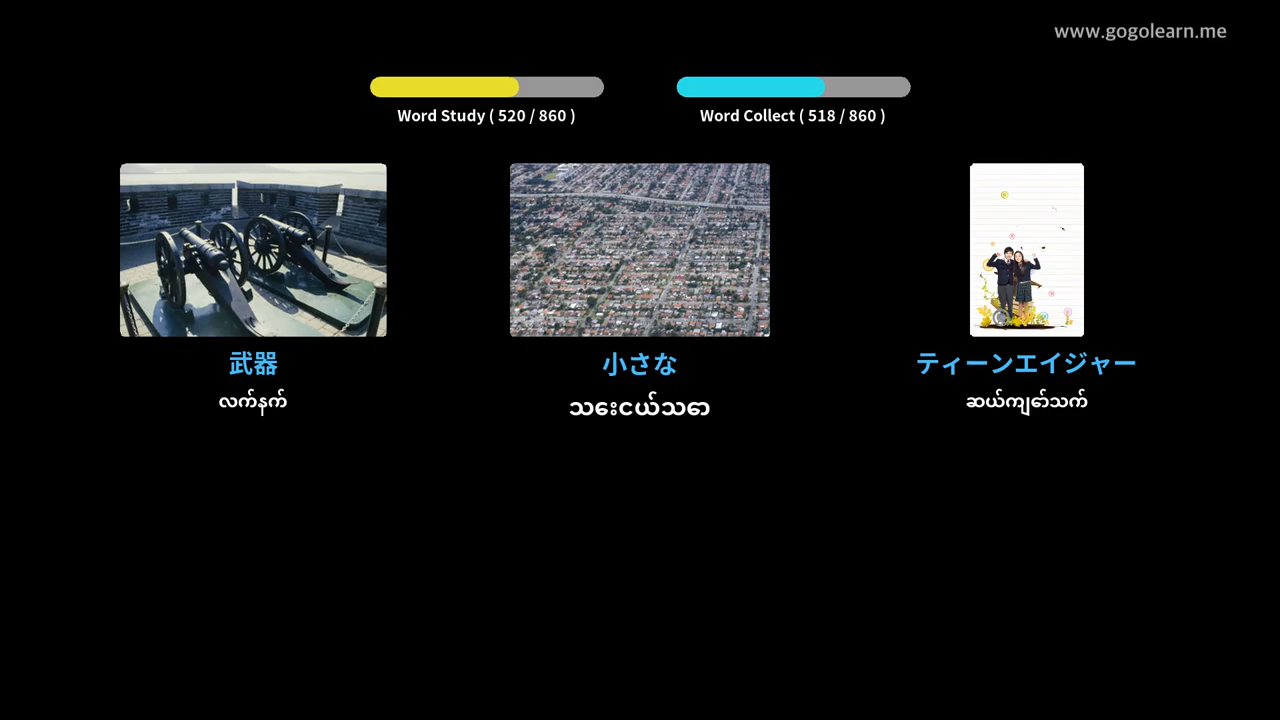 www.gogolearn.me
Word Study ( 520 / 860 )
Word Collect ( 518 / 860 )
武器
小さな
ティーンエイジャー
လက်နက်
သေးငယ်သော
ဆယ်ကျော်သက်